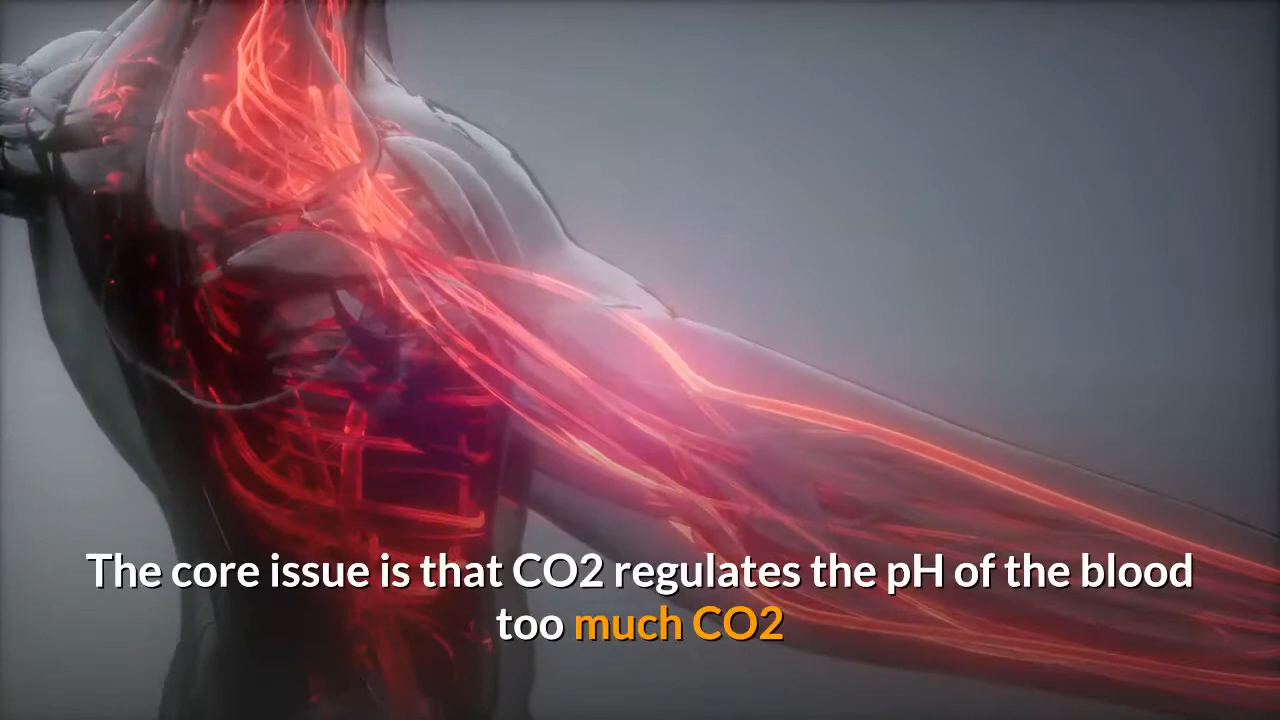 The core issue is that CO2 regulates the pH of the blood
too much CO2